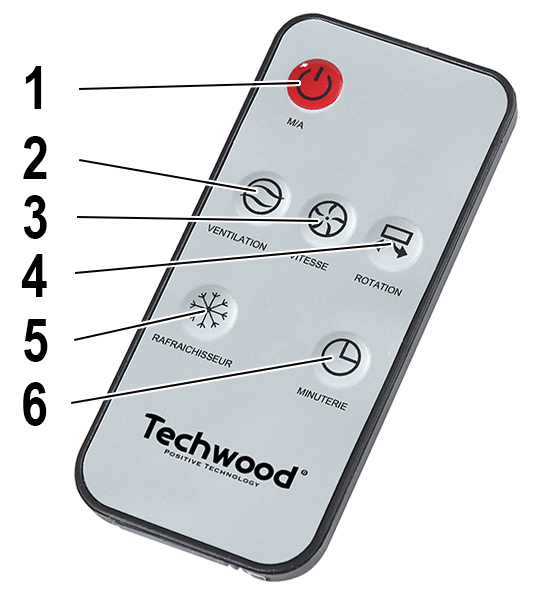 1
M/A
2
VENTILATION
3
VITESSE
4
ROTATION
5
RAFRAICHISSEUR
6
MINUTERIE
Techwood®
POSITIVE TECHNOLOGY